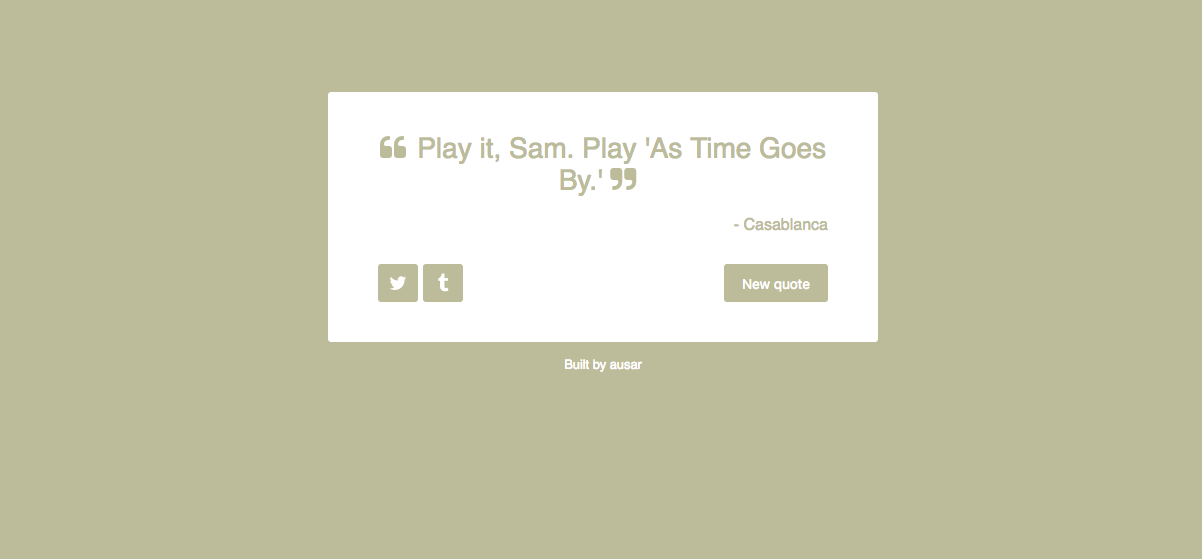 “ Play it, Sam. Play 'As Time Goes
By.' ”
- Casablanca
New quote
Built by ausar